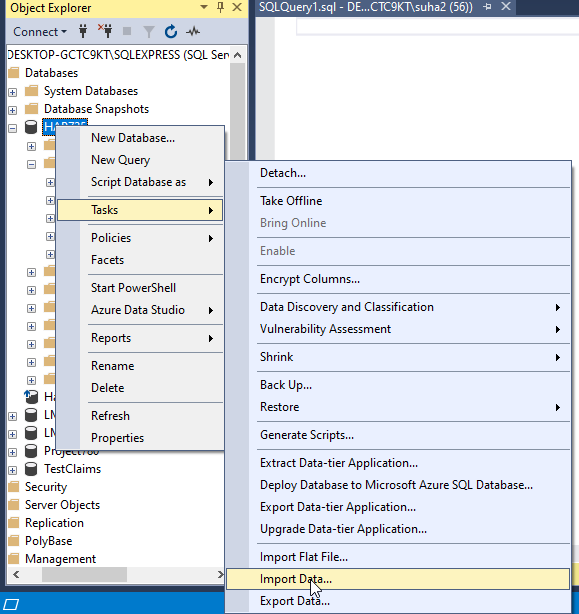 Object Explorer
SQLQuery1.sql - DE...CTC9KT\suha2 (56))
Connect
DESKTOP-GCTC9KT\SQLEXPRESS (SQL Ser
Databases
System Databases
Database Snapshots
New Database...
New Query
Script Database as
Tasks
Policies
Facets
Start PowerShell
Azure Data Studio
Reports
Rename
Delete
Refresh
Properties
Detach...
Take Offline
Bring Online
Enable
Encrypt Columns...
Data Discovery and Classification
Vulnerability Assessment
Shrink
Back Up...
Restore
Generate Scripts...
Extract Data-tier Application...
Deploy Database to Microsoft Azure SQL Database...
Export Data-tier Application...
Upgrade Data-tier Application...
Import Flat File...
Import Data...
Export Data...
Ha
LM
LM
TestClaims
Security
Server Objects
Replication
PolyBase
Management